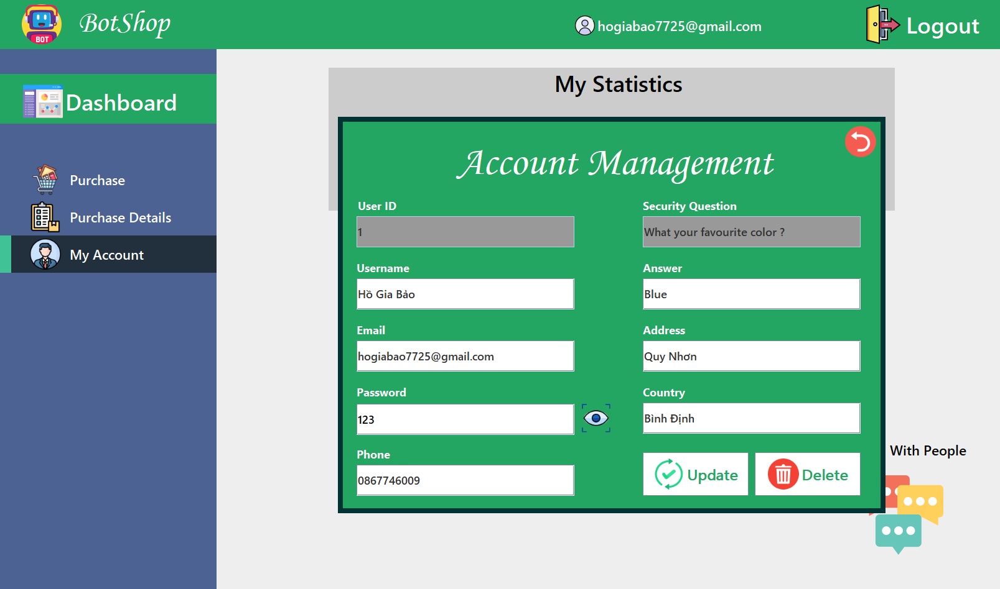 BotShop
BOT
hogiabao7725@gmail.com
Logout
Dashboard
Purchase
Purchase Details
My Account
My Statistics
Account Management
User ID
1
Username
Hồ Gia Bảo
Email
hogiabao7725@gmail.com
Password
123
Phone
0867746009
Security Question
What your favourite color ?
Answer
Blue
Address
Quy Nhơn
Country
Bình Định
Update
Delete
With People